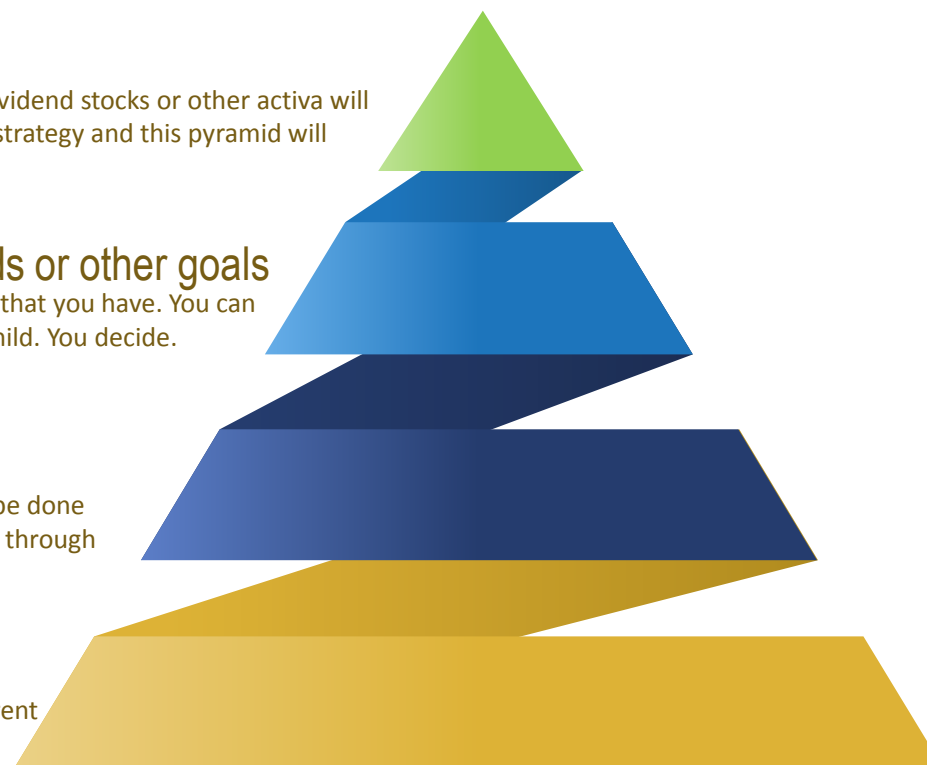 vidend stocks or other activa will
strategy and this pyramid will
ls or other goals
that you have. You can
hild. You decide.
be done
through
ent